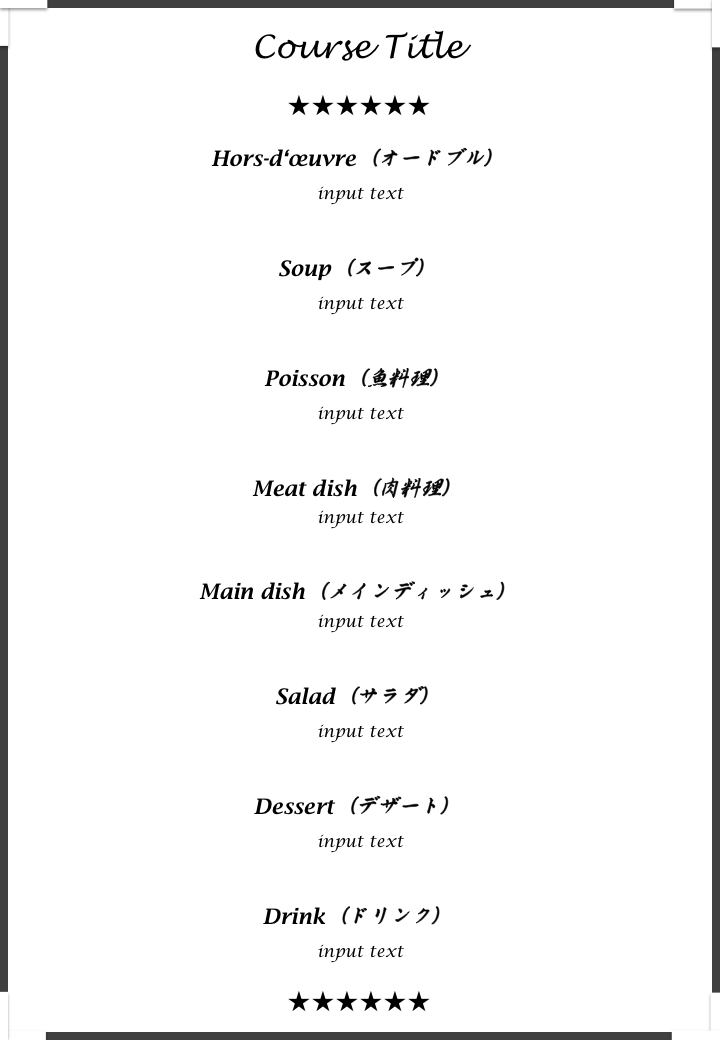 Course Title
★★★★★★
Hors-d‘œuvre（オードブル）
input text
Soup（スープ）
input text
Poisson（魚料理）
input text
Meat dish（肉料理）
input text
Main dish（メインディッシュ）
input text
Salad（サラダ）
input text
Dessert（デザート）
input text
Drink（ドリンク）
input text
★★★★★★